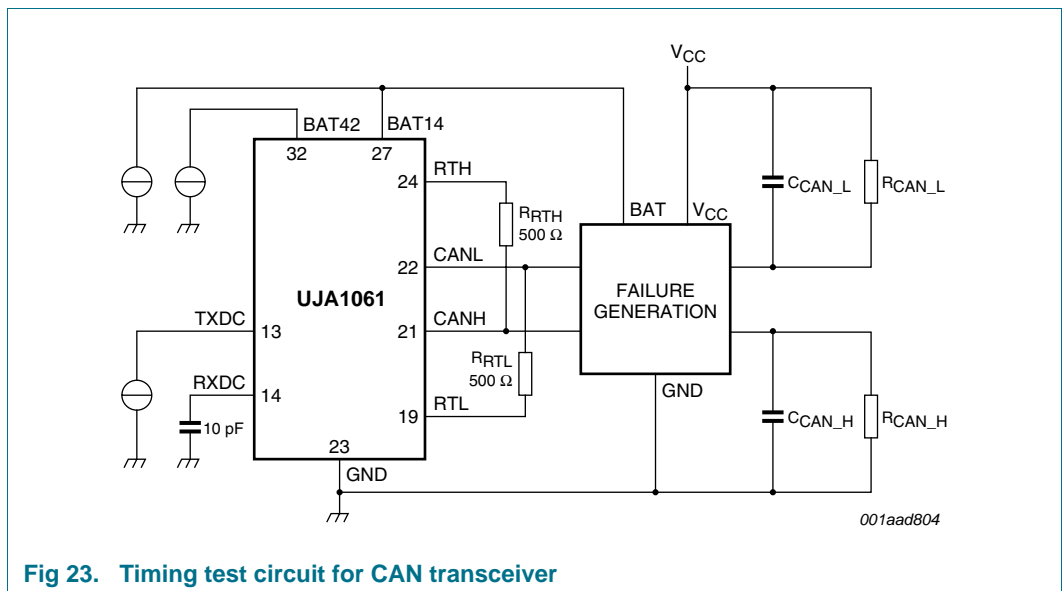 VCC
BAT42
BAT14
32
27
RTH
24
RRTH
500 Ω
BAT
VCC
CCAN_L
RCAN_L
CANL
22
UJA1061
FAILURE
GENERATION
TXDC
13
CANH
21
RRTL
500 Ω
RXDC
14
GND
RTL
19
CCAN_H
RCAN_H
10 pF
23
GND
001aad804
Fig 23. Timing test circuit for CAN transceiver